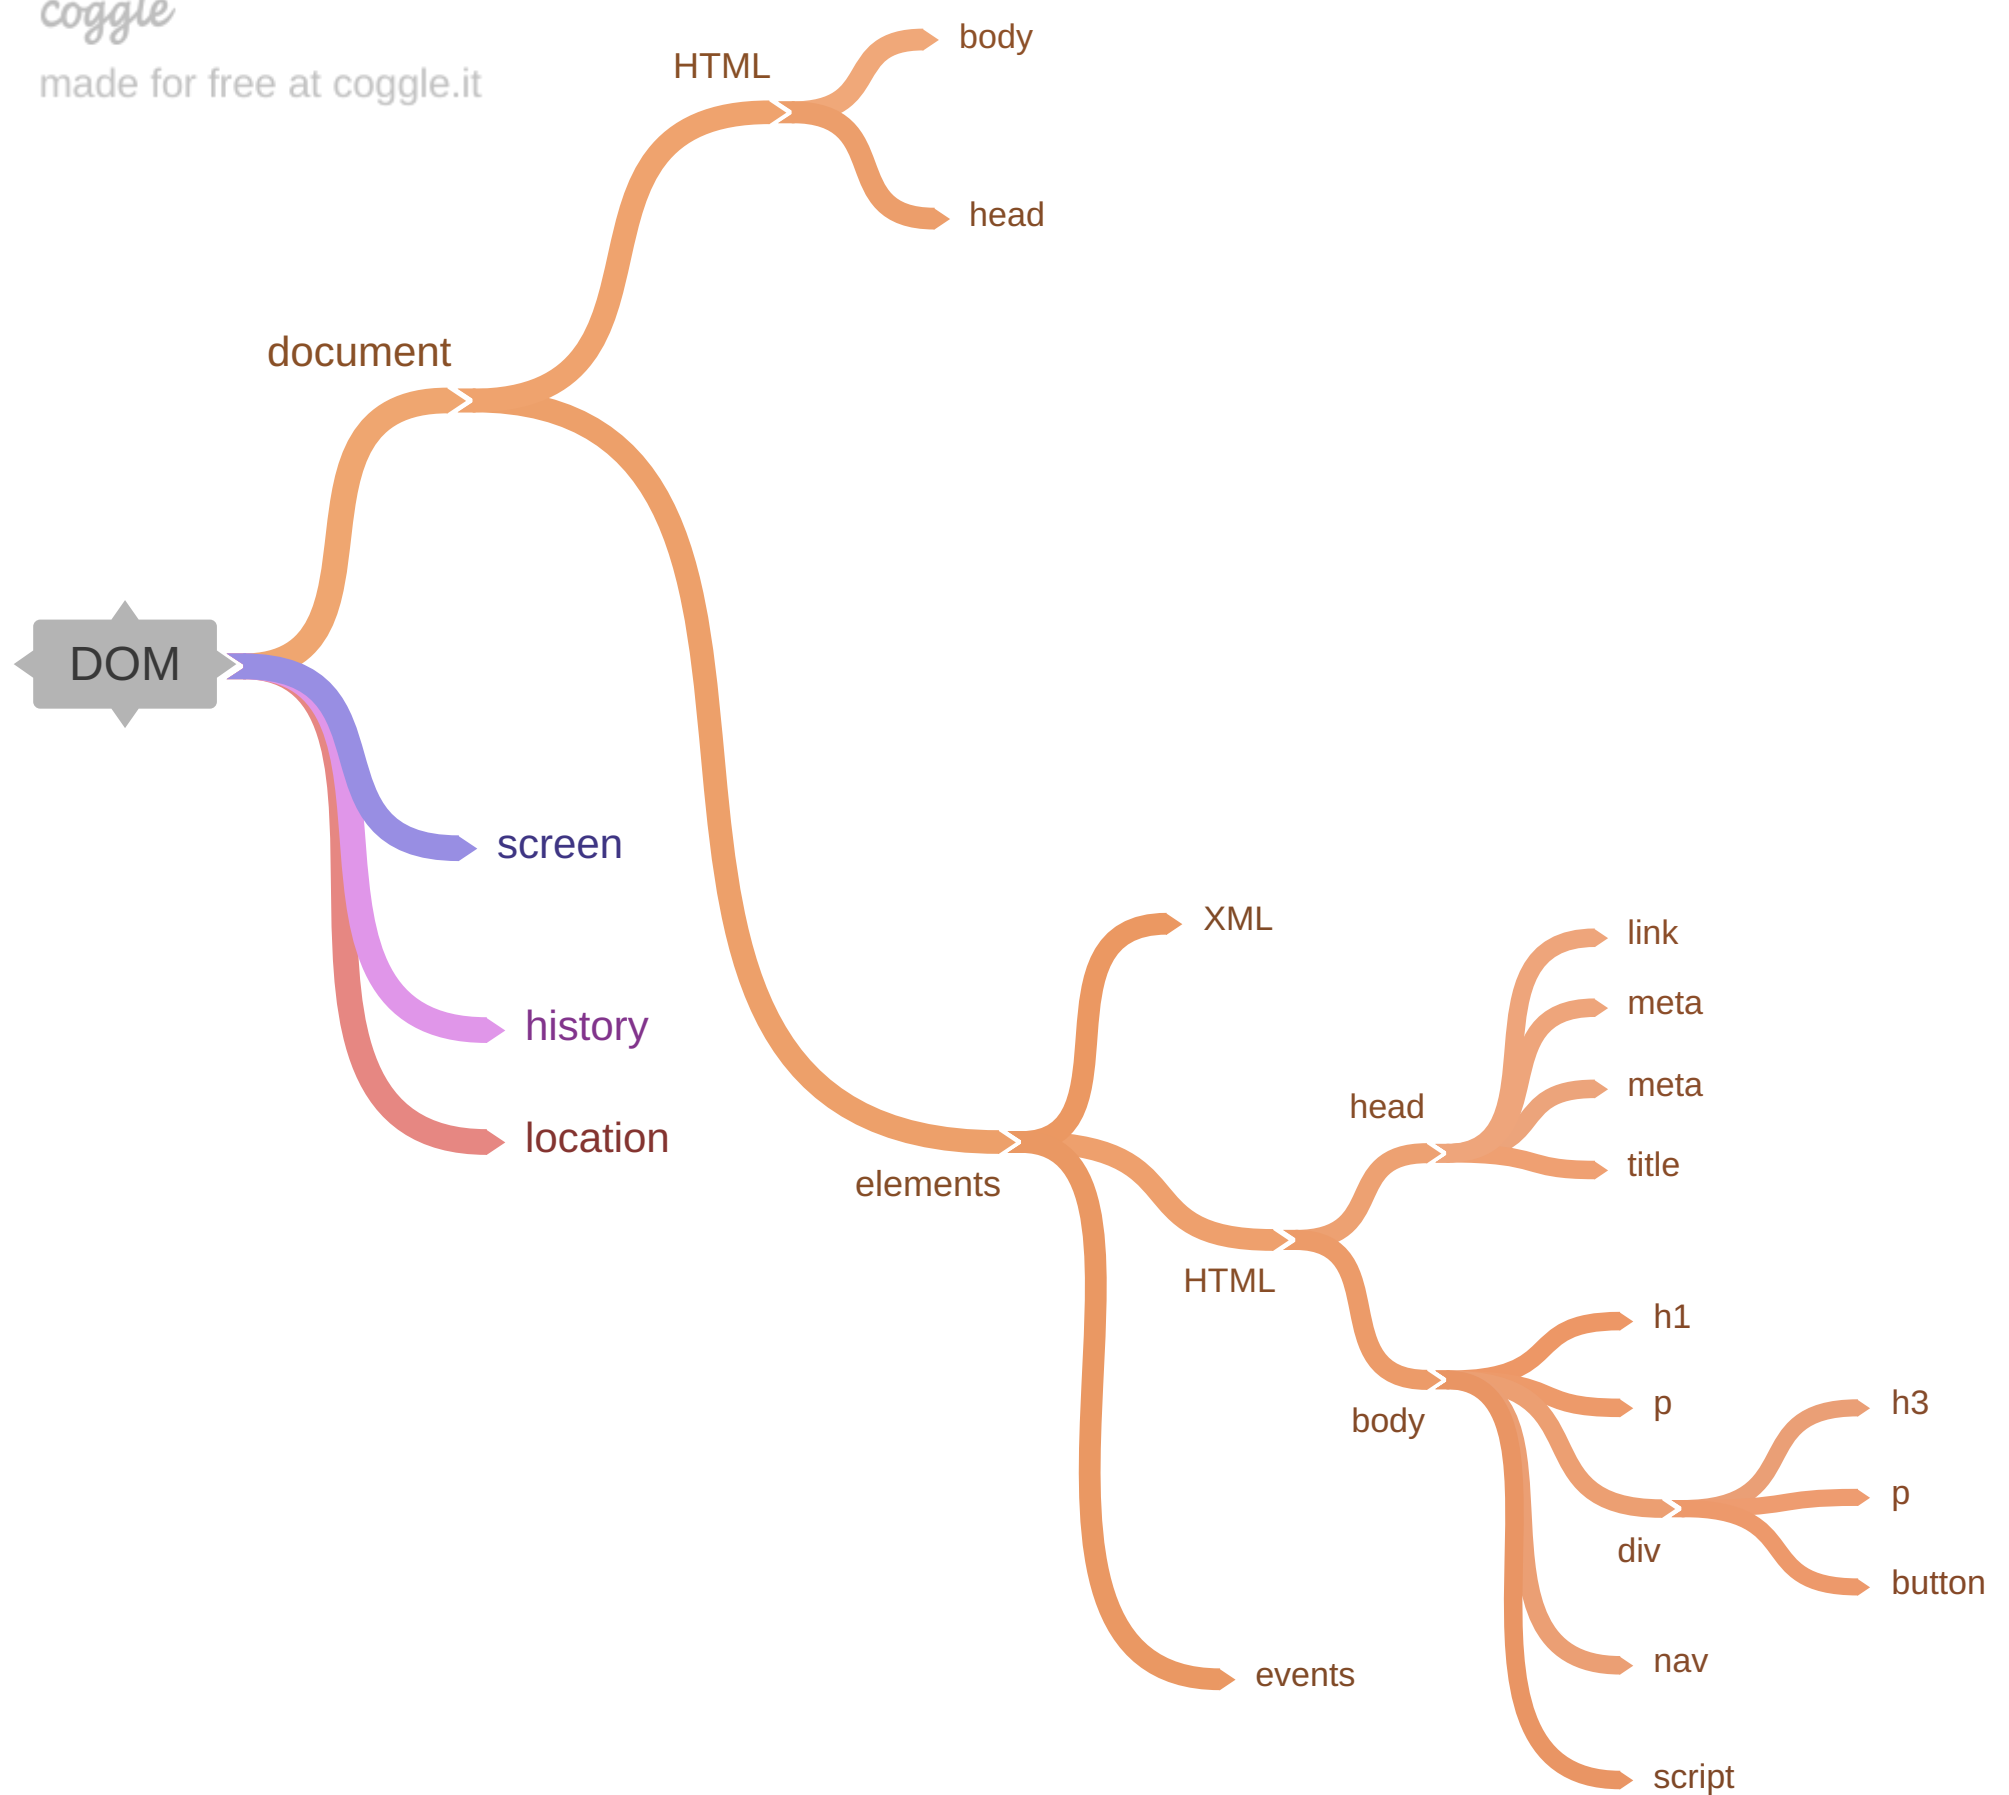 coggle
made for free at coggle.it
DOM
document
HTML
body
head
elements
XML
HTML
head
link
meta
meta
title
body
h1
p
div
h3
p
button
nav
script
events
screen
history
location